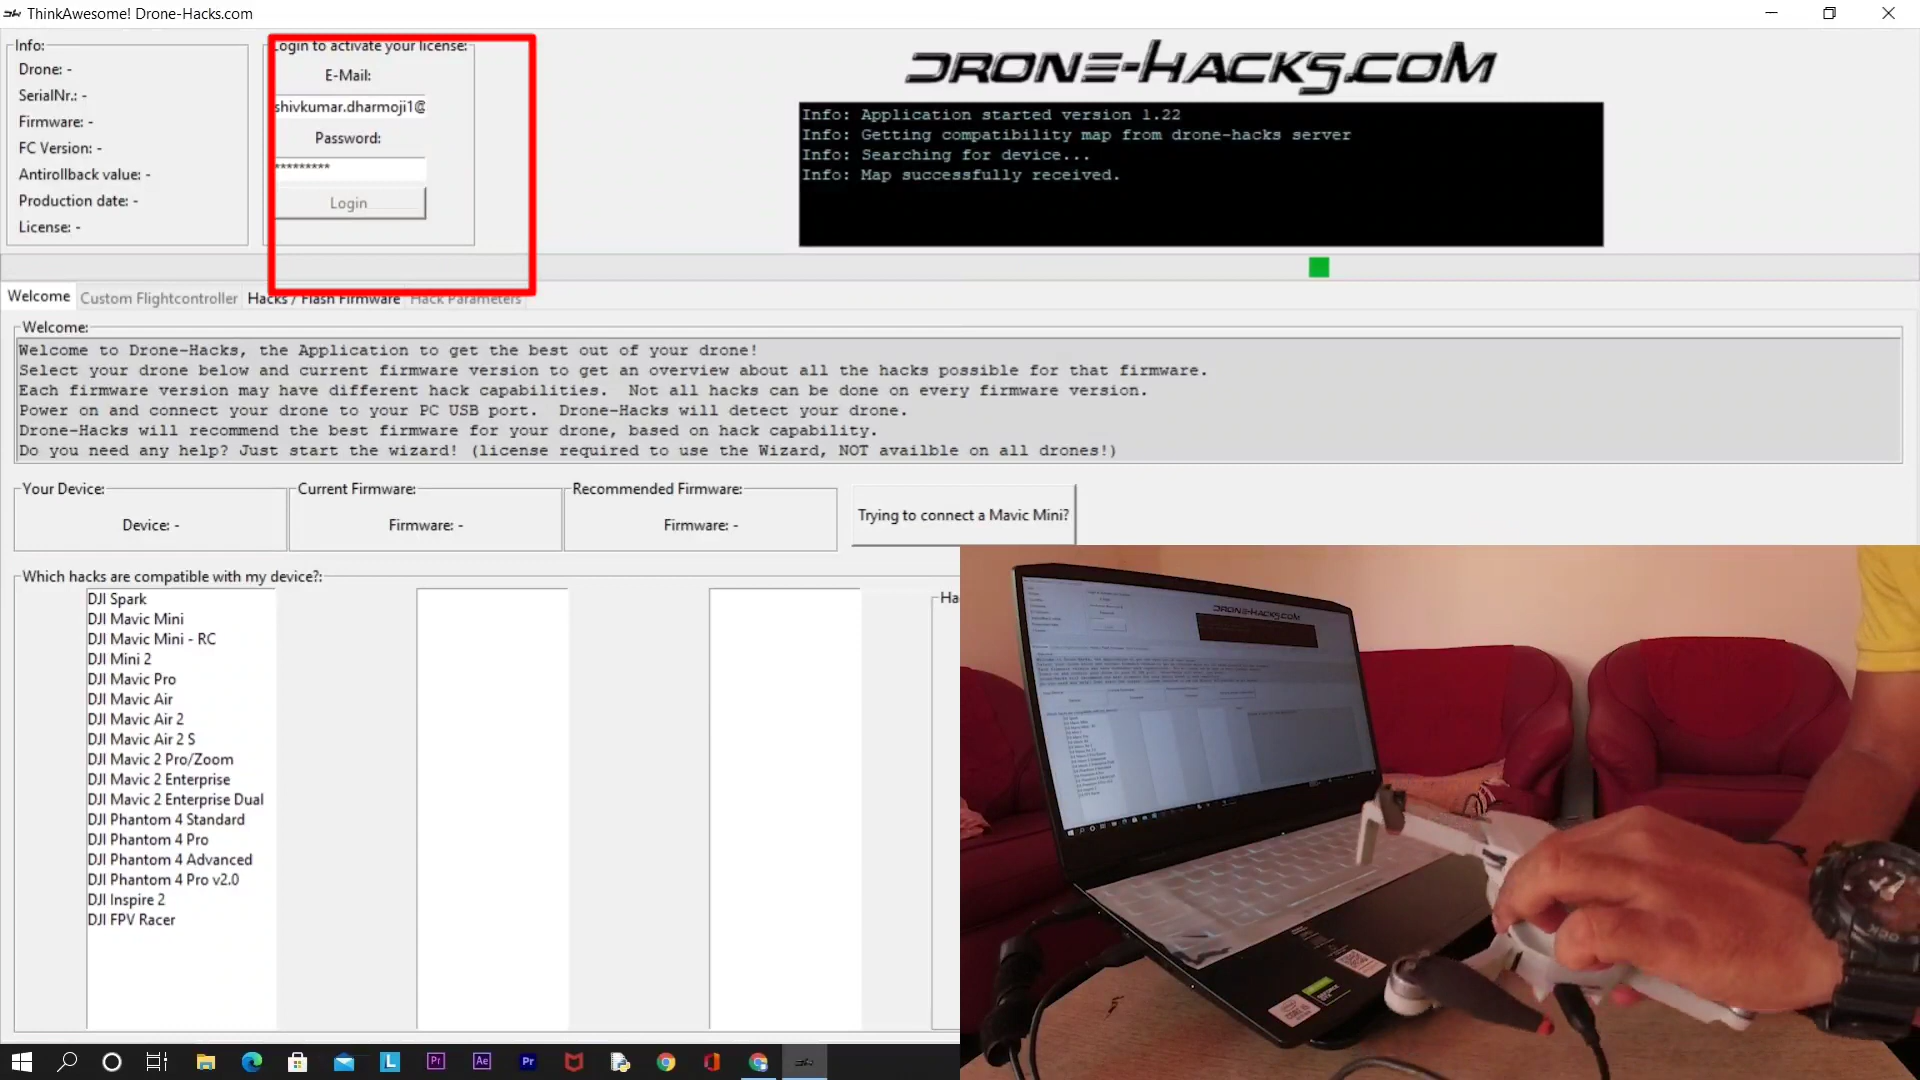 ThinkAwesome! Drone-Hacks.com
Info:
Drone: -
SerialNr.: -
Firmware: -
FC Version: -
Antirollback value: -
Production date: -
License: -
Login to activate your license:
E-Mail:
shivkumar.dharmoji1@
Password:
*********
Login
DRONE-HACKS.COM
Info: Application started version 1.22
Info: Getting compatibility map from drone-hacks server
Info: Searching for device...
Info: Map successfully received.
Welcome Custom Flightcontroller Hacks / Flash Firmware Hack Parameters
Welcome:
Welcome to Drone-Hacks, the Application to get the best out of your drone!
Select your drone below and current firmware version to get an overview about all the hacks possible for that firmware.
Each firmware version may have different hack capabilities. Not all hacks can be done on every firmware version.
Power on and connect your drone to your PC USB port. Drone-Hacks will detect your drone.
Drone-Hacks will recommend the best firmware for your drone, based on hack capability.
Do you need any help? Just start the wizard! (license required to use the Wizard, NOT availble on all drones!)
Your Device:
Device: -
Current Firmware:
Firmware: -
Recommended Firmware:
Firmware: -
Trying to connect a Mavic Mini?
Which hacks are compatible with my device?:
DJI Spark
DJI Mavic Mini
DJI Mavic Mini - RC
DJI Mini 2
DJI Mavic Pro
DJI Mavic Air
DJI Mavic Air 2
DJI Mavic Air 2 S
DJI Mavic 2 Pro/Zoom
DJI Mavic 2 Enterprise
DJI Mavic 2 Enterprise Dual
DJI Phantom 4 Standard
DJI Phantom 4 Pro
DJI Phantom 4 Advanced
DJI Phantom 4 Pro v2.0
DJI Inspire 2
DJI FPV Racer
Ha
L
Pr
Ae
Pr
DRONE-HACKS.COM